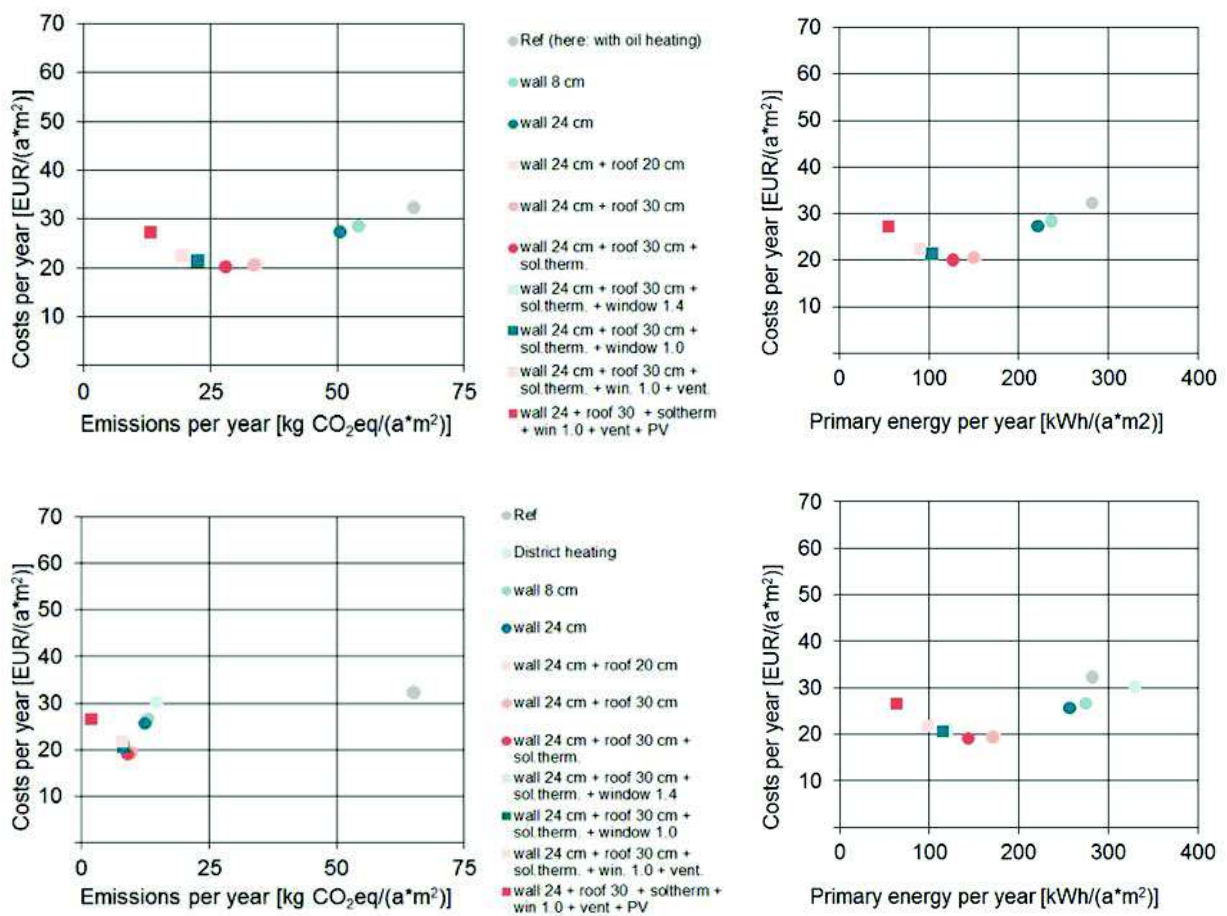 70
60
50
40
30
20
10
Costs per year [EUR/(a*m²)]
0
25
50
75
Emissions per year [kg CO₂eq/(a*m²)]
Ref (here: with oil heating)
wall 8 cm
wall 24 cm
wall 24 cm + roof 20 cm
wall 24 cm + roof 30 cm
wall 24 cm + roof 30 cm +
sol.therm.
wall 24 cm + roof 30 cm +
sol.therm. + window 1.4
wall 24 cm + roof 30 cm +
sol.therm. + window 1.0
wall 24 cm + roof 30 cm +
sol.therm. + win. 1.0 + vent.
wall 24 + roof 30 + soltherm
+ win 1.0 + vent + PV
70
60
50
40
30
20
10
Costs per year [EUR/(a*m²)]
0
100
200
300
400
Primary energy per year [kWh/(a*m2)]
70
60
50
40
30
20
10
Costs per year [EUR/(a*m²)]
0
25
50
75
Emissions per year [kg CO₂eq/(a*m²)]
Ref
District heating
wall 8 cm
wall 24 cm
wall 24 cm + roof 20 cm
wall 24 cm + roof 30 cm
wall 24 cm + roof 30 cm +
sol.therm.
wall 24 cm + roof 30 cm +
sol.therm. + window 1.4
wall 24 cm + roof 30 cm +
sol.therm. + window 1.0
wall 24 cm + roof 30 cm +
sol.therm. + win. 1.0 + vent.
wall 24 + roof 30 + soltherm +
win 1.0 + vent + PV
70
60
50
40
30
20
10
Costs per year [EUR/(a*m²)]
0
100
200
300
400
Primary energy per year [kWh/(a*m²)]